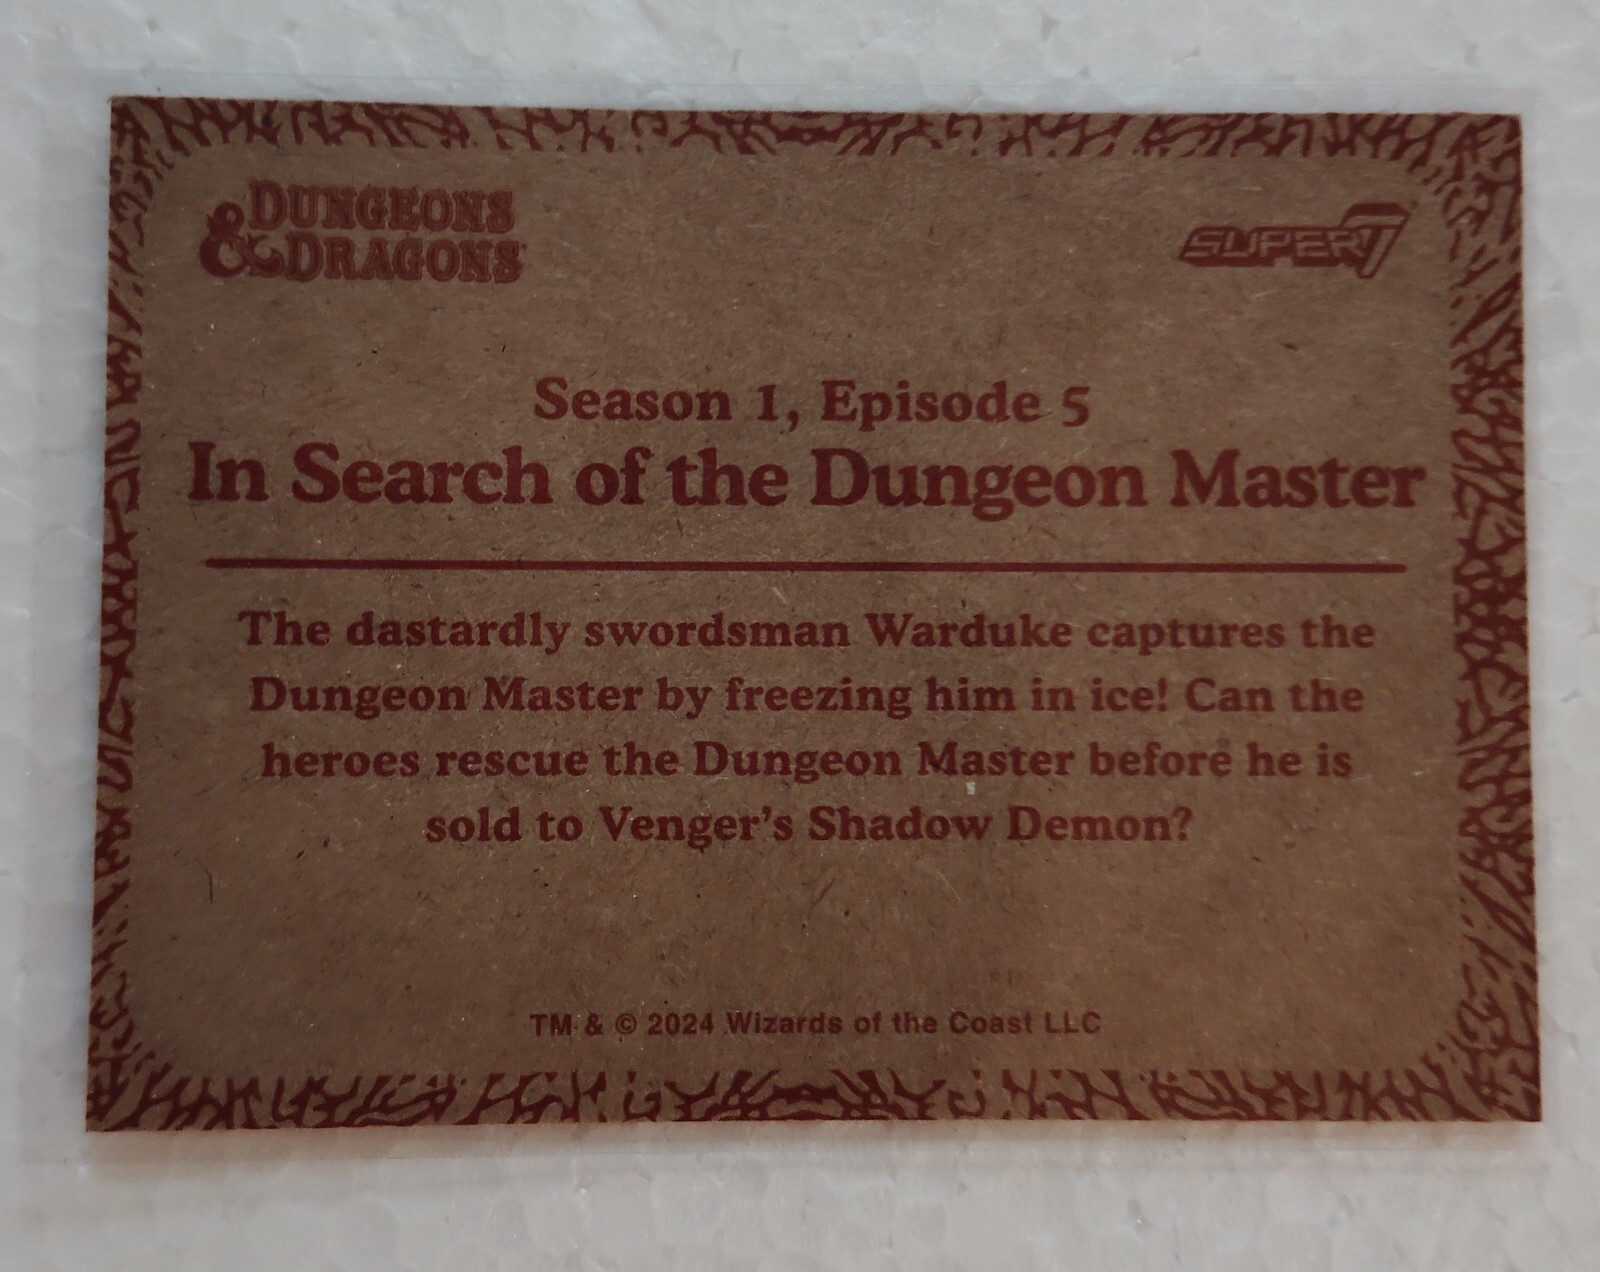 DUNGEONS
& DRAGONS
SUPER7
Season 1, Episode 5
In Search of the Dungeon Master
The dastardly swordsman Warduke captures the
Dungeon Master by freezing him in ice! Can the
heroes rescue the Dungeon Master before he is
sold to Venger's Shadow Demon?
TM & © 2024 Wizards of the Coast LLC